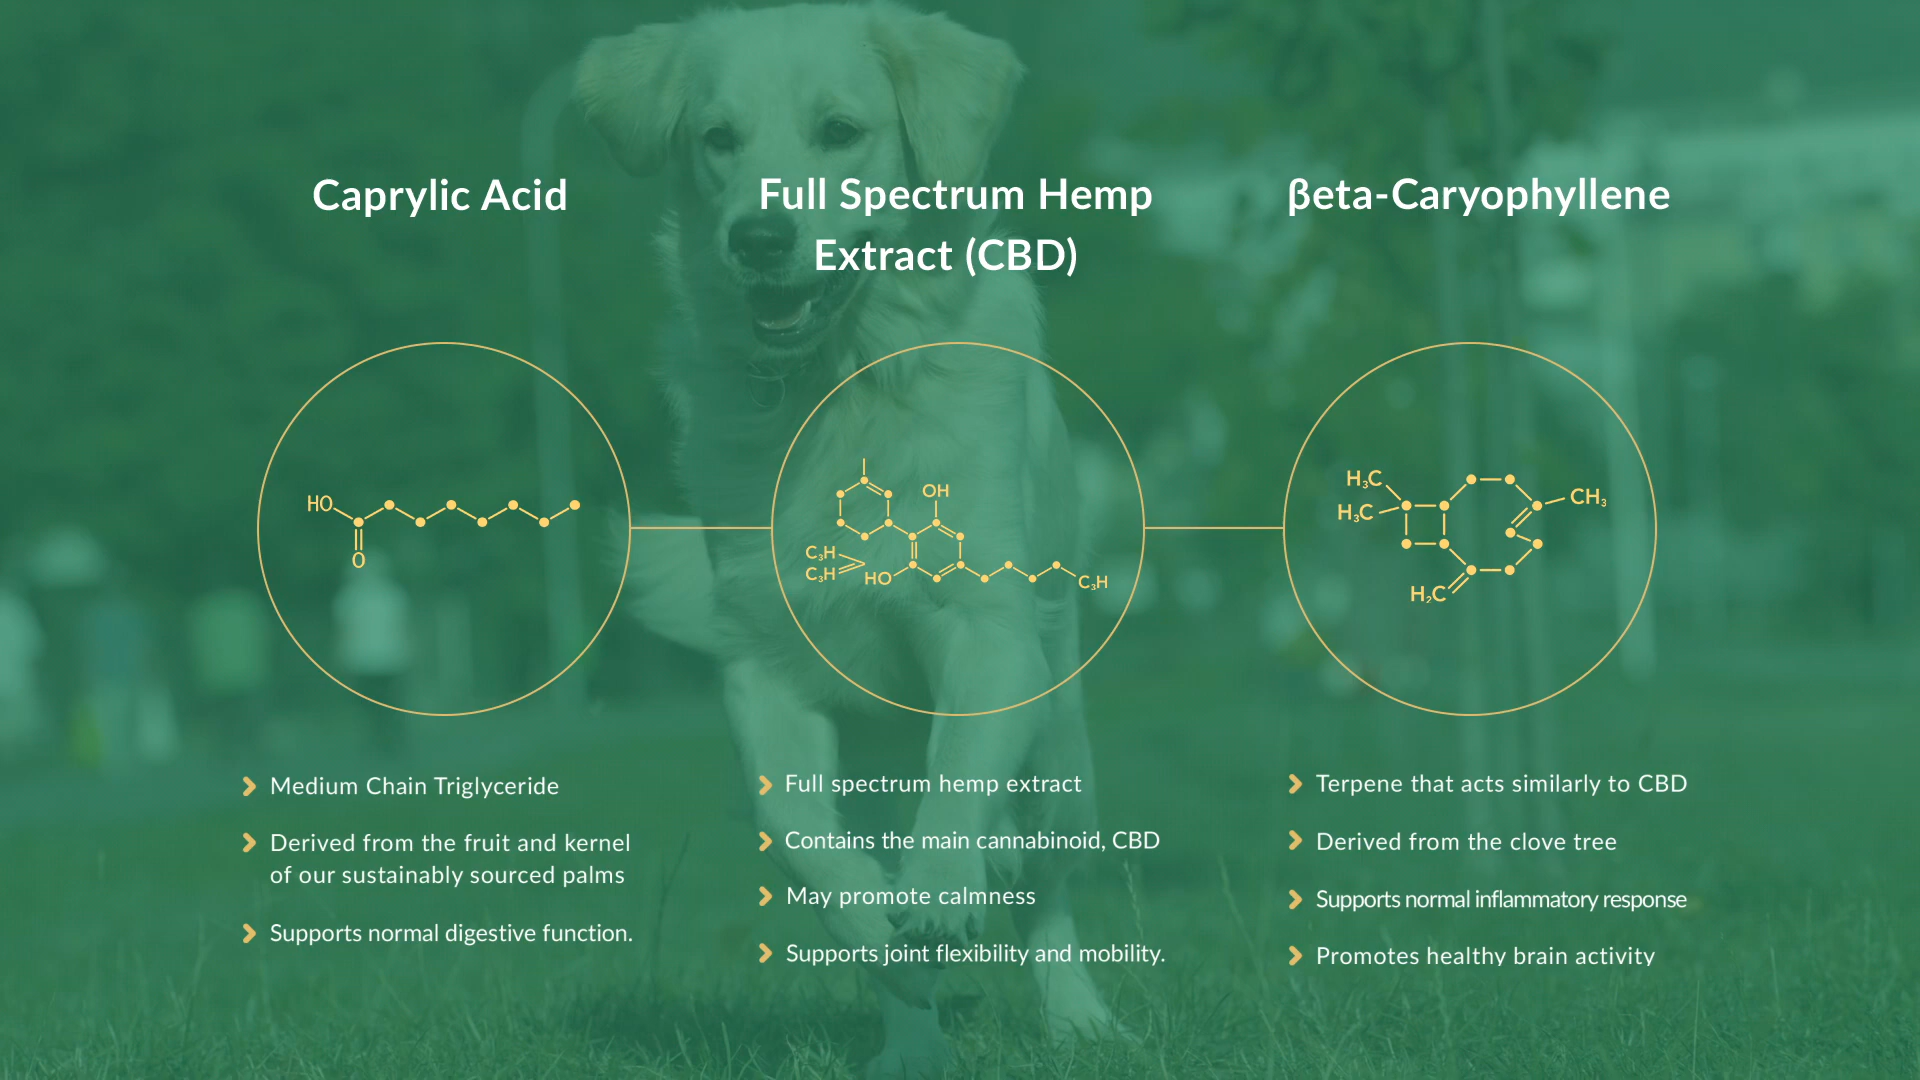 Caprylic Acid
HO
O
Medium Chain Triglyceride
Derived from the fruit and kernel
of our sustainably sourced palms
Supports normal digestive function.
Full Spectrum Hemp
Extract (CBD)
OH
C₃H
C₃H
HO
C₃H
Full spectrum hemp extract
Contains the main cannabinoid, CBD
May promote calmness
Supports joint flexibility and mobility.
βeta-Caryophyllene
H₃C
H₃C
CH₃
H₂C
Terpene that acts similarly to CBD
Derived from the clove tree
Supports normal inflammatory response
Promotes healthy brain activity